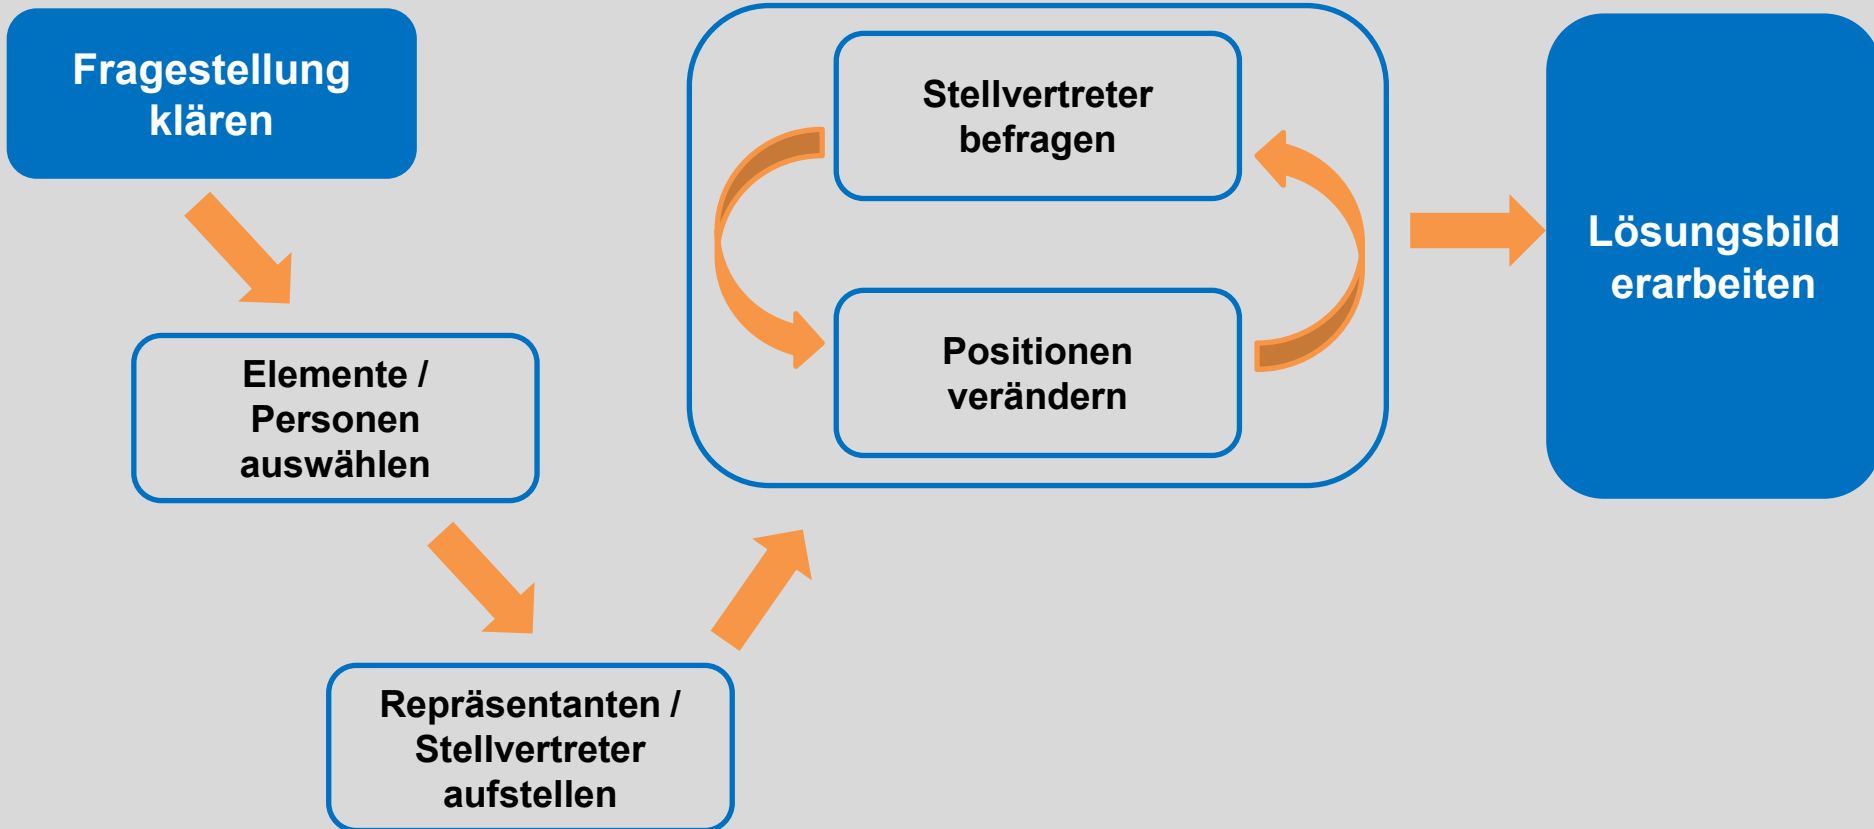 Fragestellung
klären
Elemente /
Personen
auswählen
Repräsentanten /
Stellvertreter
aufstellen
Stellvertreter
befragen
Positionen
verändern
Lösungsbild
erarbeiten